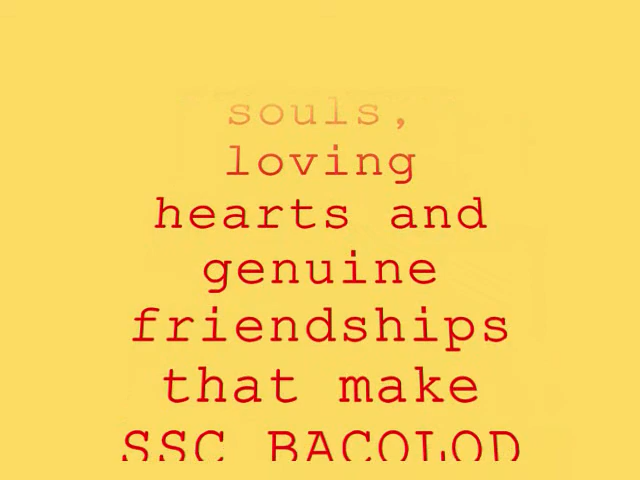 souls,
loving
hearts and
genuine
friendships
that make
SSC BACOLOD